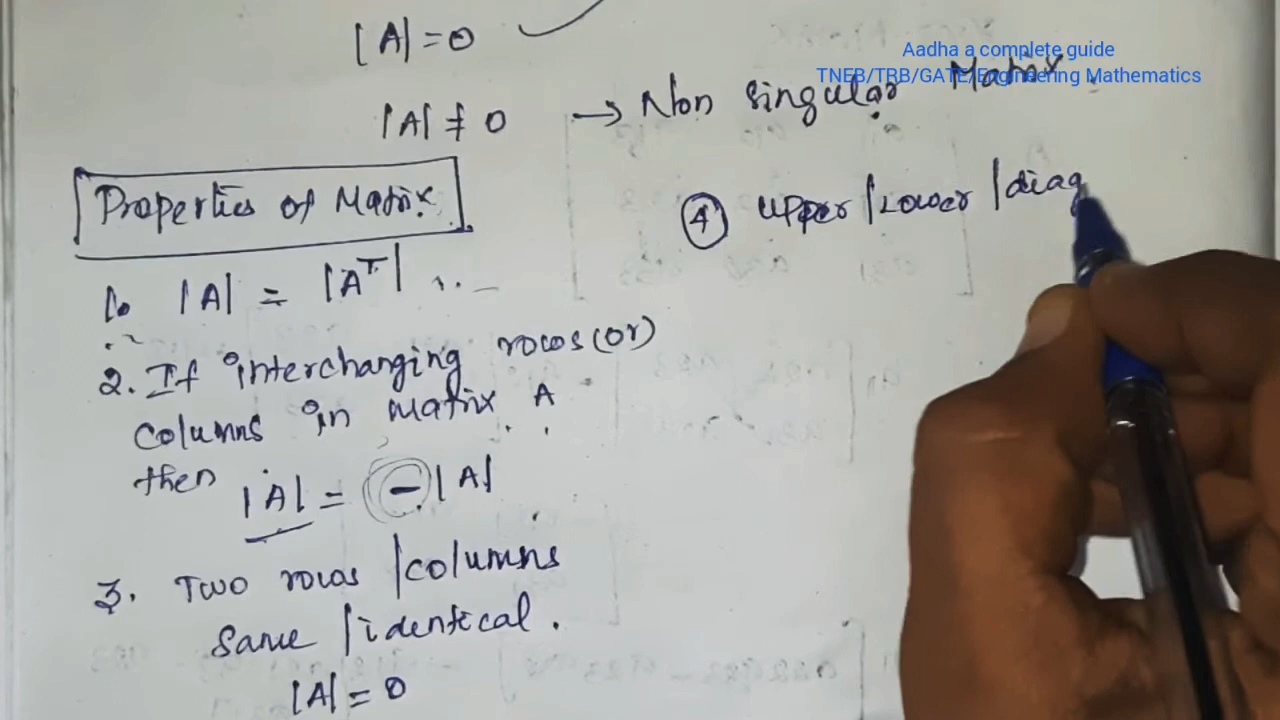 |A| = 0
Aadha a complete guide
TNEB/TRB/GATE/Engineering Mathematics
|A| ≠ 0 → Non singular Matrix.
Properties of Matrix
1. |A| = |Aᵀ|
2. If interchanging rows (or)
columns in matrix A
then |A| = - |A|
3. Two rows / columns
same / identical.
|A| = 0
④ Upper / Lower / diag